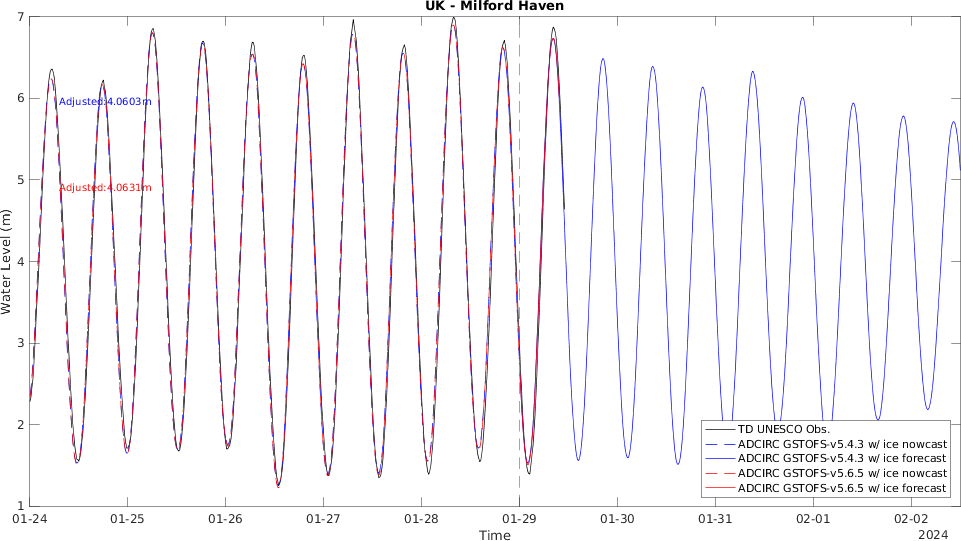 UK - Milford Haven
7
6
5
4
3
2
1
Water Level (m)
Adjusted:4.0603m
Adjusted:4.0631m
TD UNESCO Obs.
ADCIRC GSTOFS-v5.4.3 w/ ice nowcast
ADCIRC GSTOFS-v5.4.3 w/ ice forecast
ADCIRC GSTOFS-v5.6.5 w/ ice nowcast
ADCIRC GSTOFS-v5.6.5 w/ ice forecast
01-24 01-25 01-26 01-27 01-28 01-29 01-30 01-31 02-01 02-02
Time
2024